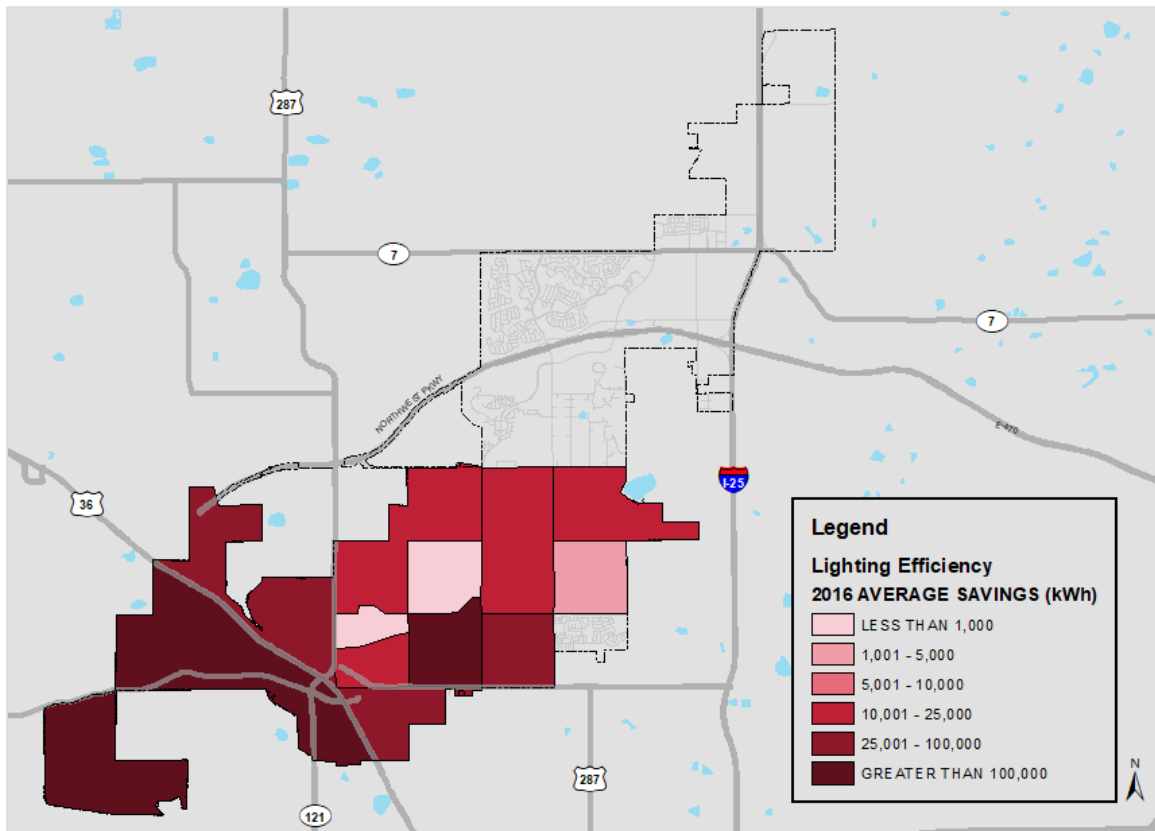 287
7
7
NORTHWEST PKWY
E-470
36
I-25
Legend
Lighting Efficiency
2016 AVERAGE SAVINGS (kWh)
LESS THAN 1,000
1,001 - 5,000
5,001 - 10,000
10,001 - 25,000
25,001 - 100,000
GREATER THAN 100,000
N
287
121